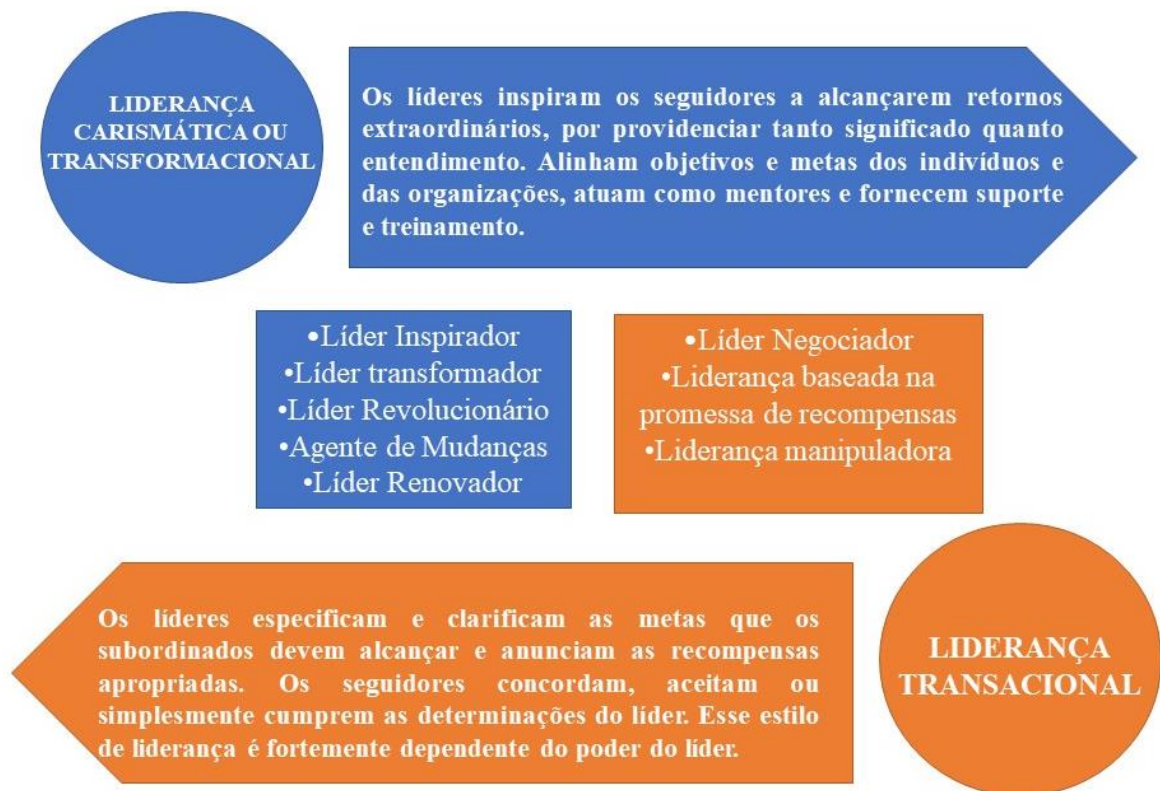 LIDERANÇA
CARISMÁTICA OU
TRANSFORMACIONAL
Os líderes inspiram os seguidores a alcançarem retornos
extraordinários, por providenciar tanto significado quanto
entendimento. Alinham objetivos e metas dos indivíduos e
das organizações, atuam como mentores e fornecem suporte
e treinamento.
•Líder Inspirador
•Líder transformador
•Líder Revolucionário
•Agente de Mudanças
•Líder Renovador
•Líder Negociador
•Liderança baseada na
promessa de recompensas
•Liderança manipuladora
Os líderes especificam e clarificam as metas que os
subordinados devem alcançar e anunciam as recompensas
apropriadas. Os seguidores concordam, aceitam ou
simplesmente cumprem as determinações do líder. Esse estilo
de liderança é fortemente dependente do poder do líder.
LIDERANÇA
TRANSACIONAL